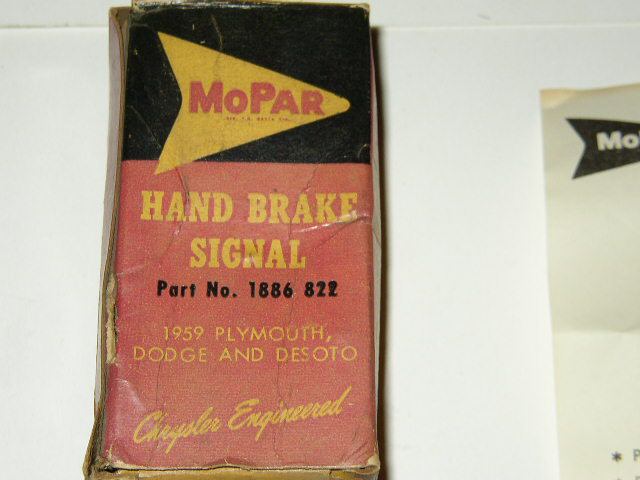 MoPAR
HAND BRAKE
SIGNAL
Part No. 1886 822
1959 PLYMOUTH,
DODGE AND DESOTO
Chrysler Engineered
Mo
* P